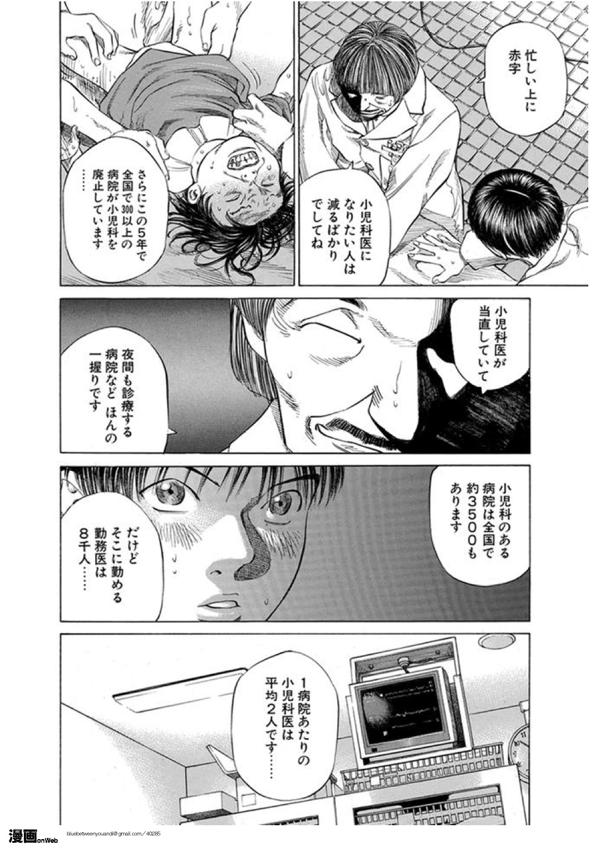 忙しい上に
赤字
小児科医に
なりたい人は
減るばかり
でしてね
さらにこの5年で
全国で300以上の
病院が小児科を
廃止しています
……
小児科医が
当直していて
夜間も診療する
病院など ほんの
一握りです
小児科のある
病院は全国で
約3500も
あります
だけど
そこに勤める
勤務医は
8千人……
1病院あたりの
小児科医は
平均2人です……
漫画 on Web
bluebetweenyouandi@gmail.com/40285